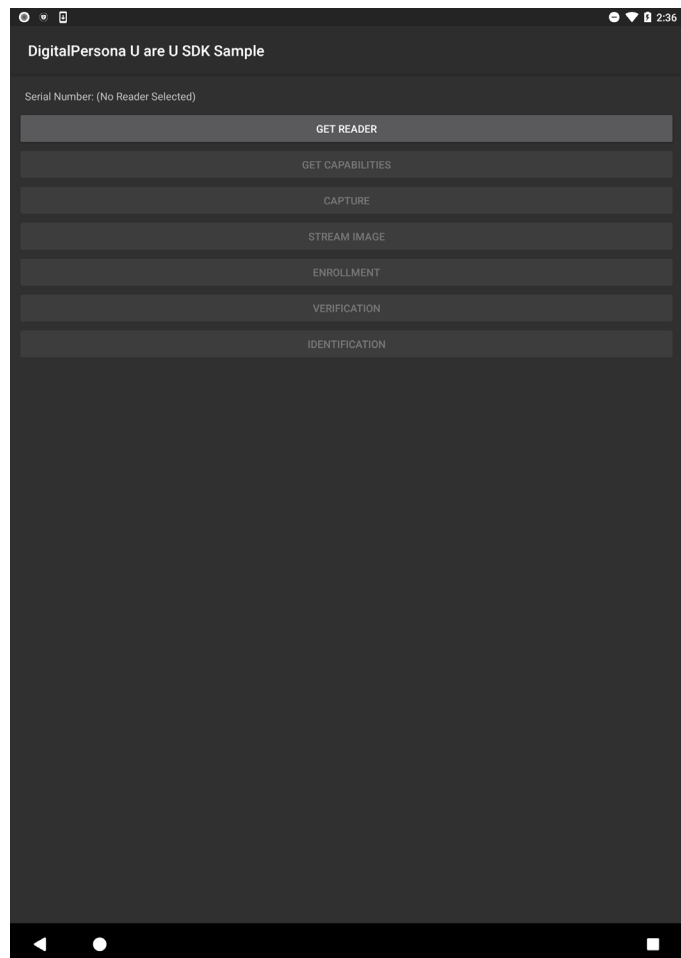 2:36
DigitalPersona U are U SDK Sample
Serial Number: (No Reader Selected)
GET READER
GET CAPABILITIES
CAPTURE
STREAM IMAGE
ENROLLMENT
VERIFICATION
IDENTIFICATION